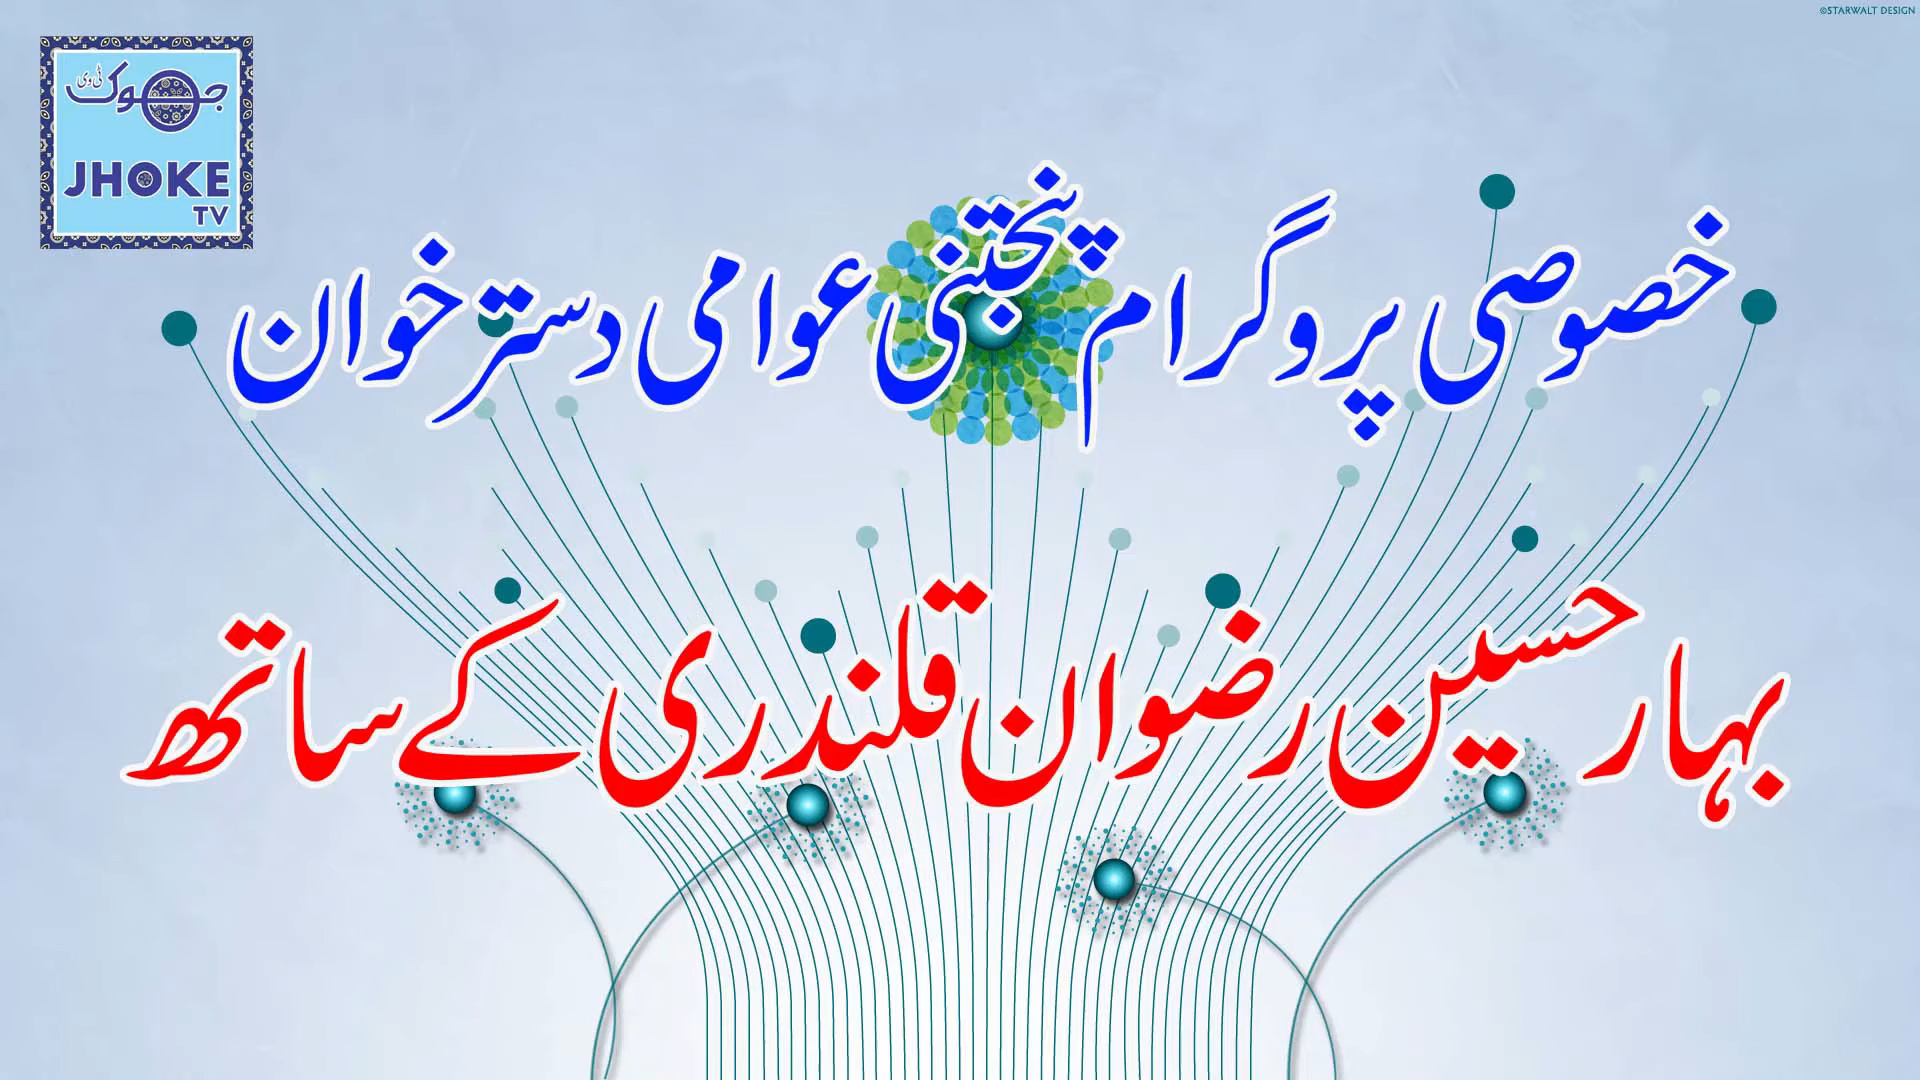 ©STARWALT DESIGN
جھوک ٹی وی
JHOKE
TV
خصوصی پروگرام پنجتنی عوامی دسترخوان
بہار حسین رضوان قلندری کے ساتھ